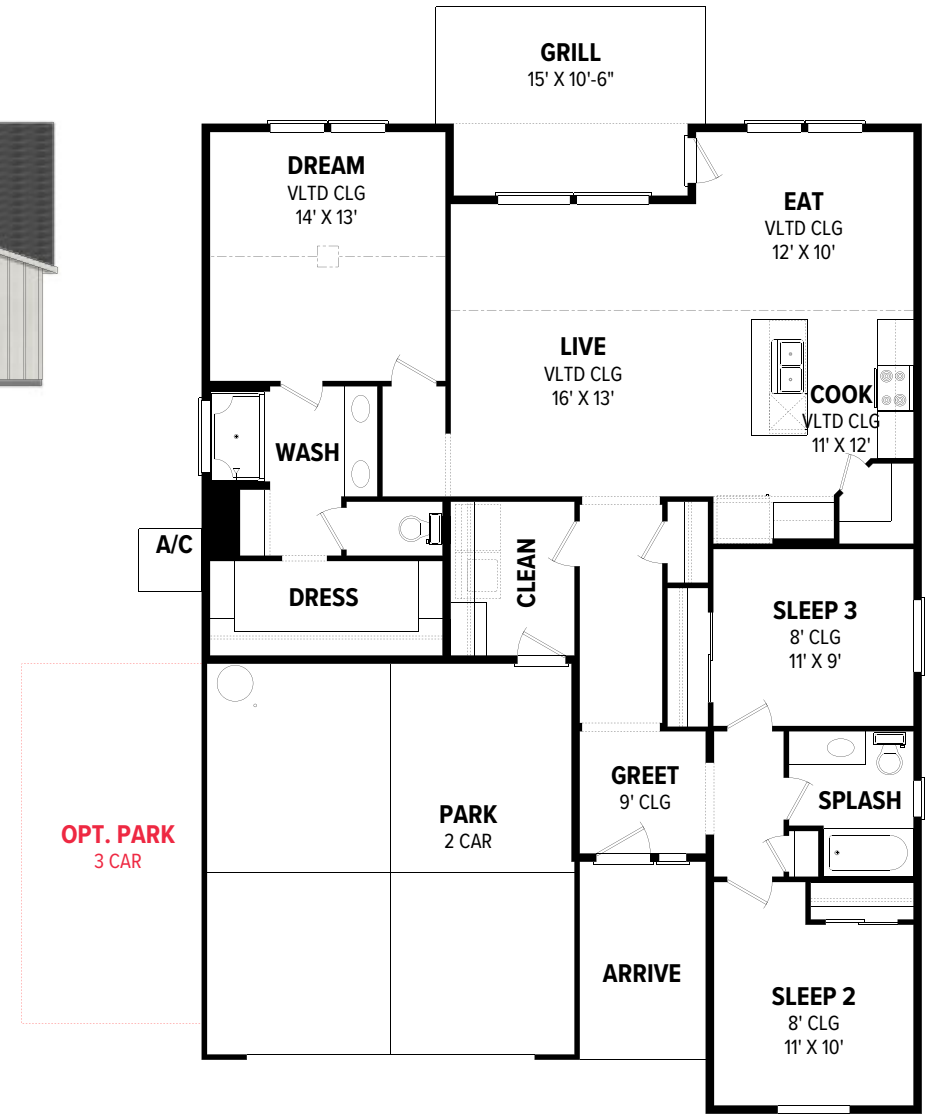 GRILL
15' X 10'-6"
DREAM
VLTD CLG
14' X 13'
EAT
VLTD CLG
12' X 10'
LIVE
VLTD CLG
16' X 13'
COOK
VLTD CLG
11' X 12'
WASH
A/C
CLEAN
DRESS
SLEEP 3
8' CLG
11' X 9'
GREET
9' CLG
SPLASH
OPT. PARK
3 CAR
PARK
2 CAR
ARRIVE
SLEEP 2
8' CLG
11' X 10'